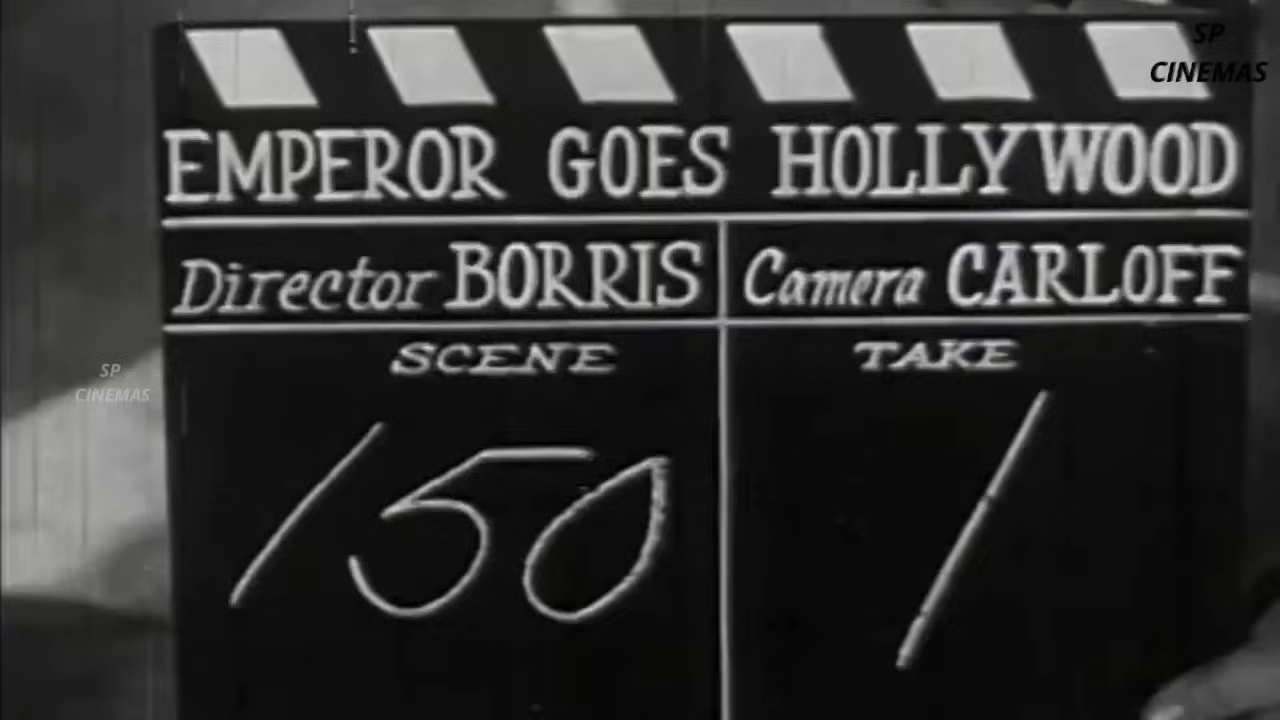 SP
CINEMAS
EMPEROR GOES HOLLYWOOD
Director BORRIS
Camera CARLOFF
SCENE
TAKE
SP
CINEMAS
150
1